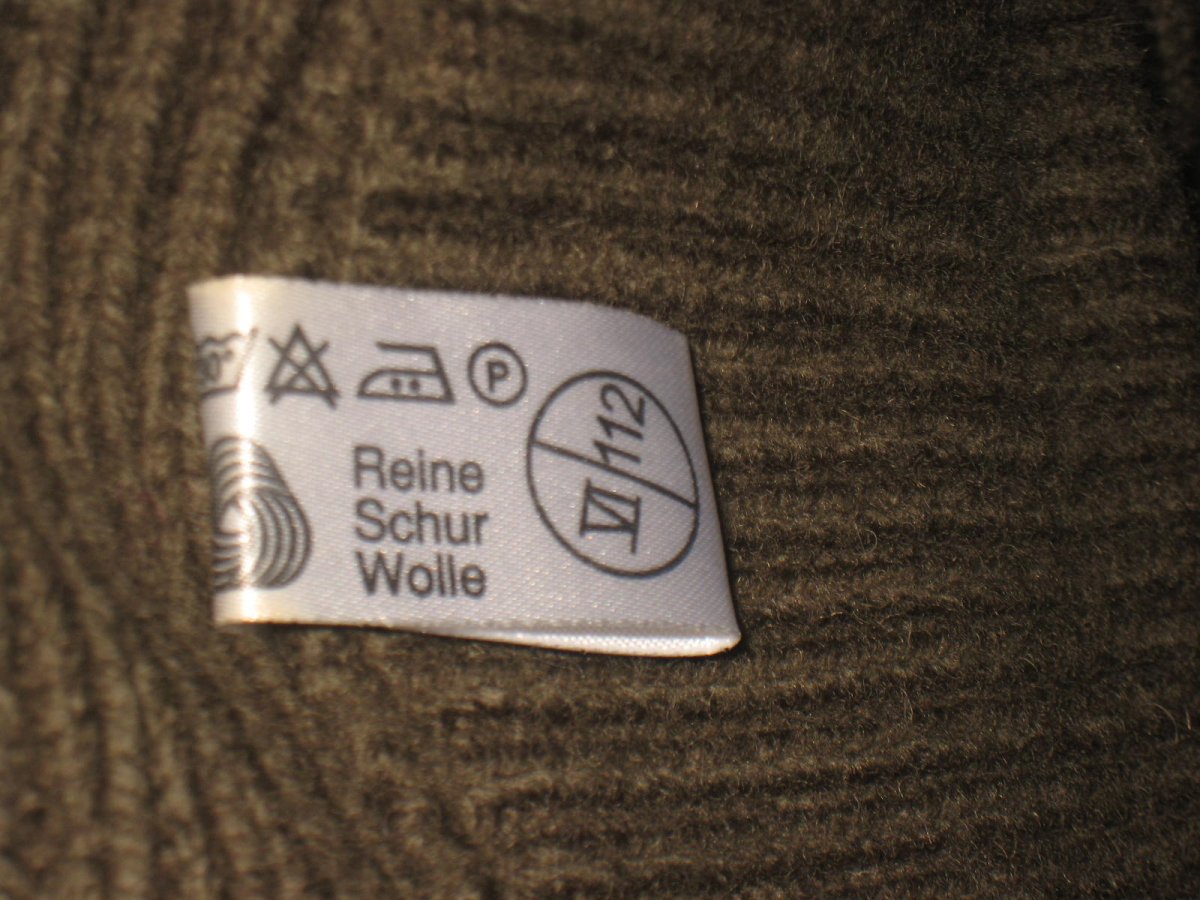 P
Reine
Schur
Wolle
VI/112